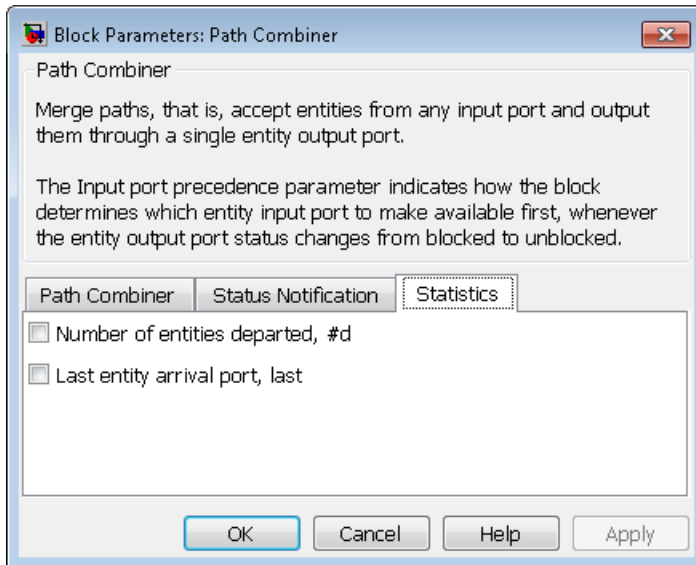 Block Parameters: Path Combiner
Path Combiner
Merge paths, that is, accept entities from any input port and output
them through a single entity output port.
The Input port precedence parameter indicates how the block
determines which entity input port to make available first, whenever
the entity output port status changes from blocked to unblocked.
Path Combiner Status Notification Statistics
Number of entities departed, #d
Last entity arrival port, last
OK Cancel Help Apply